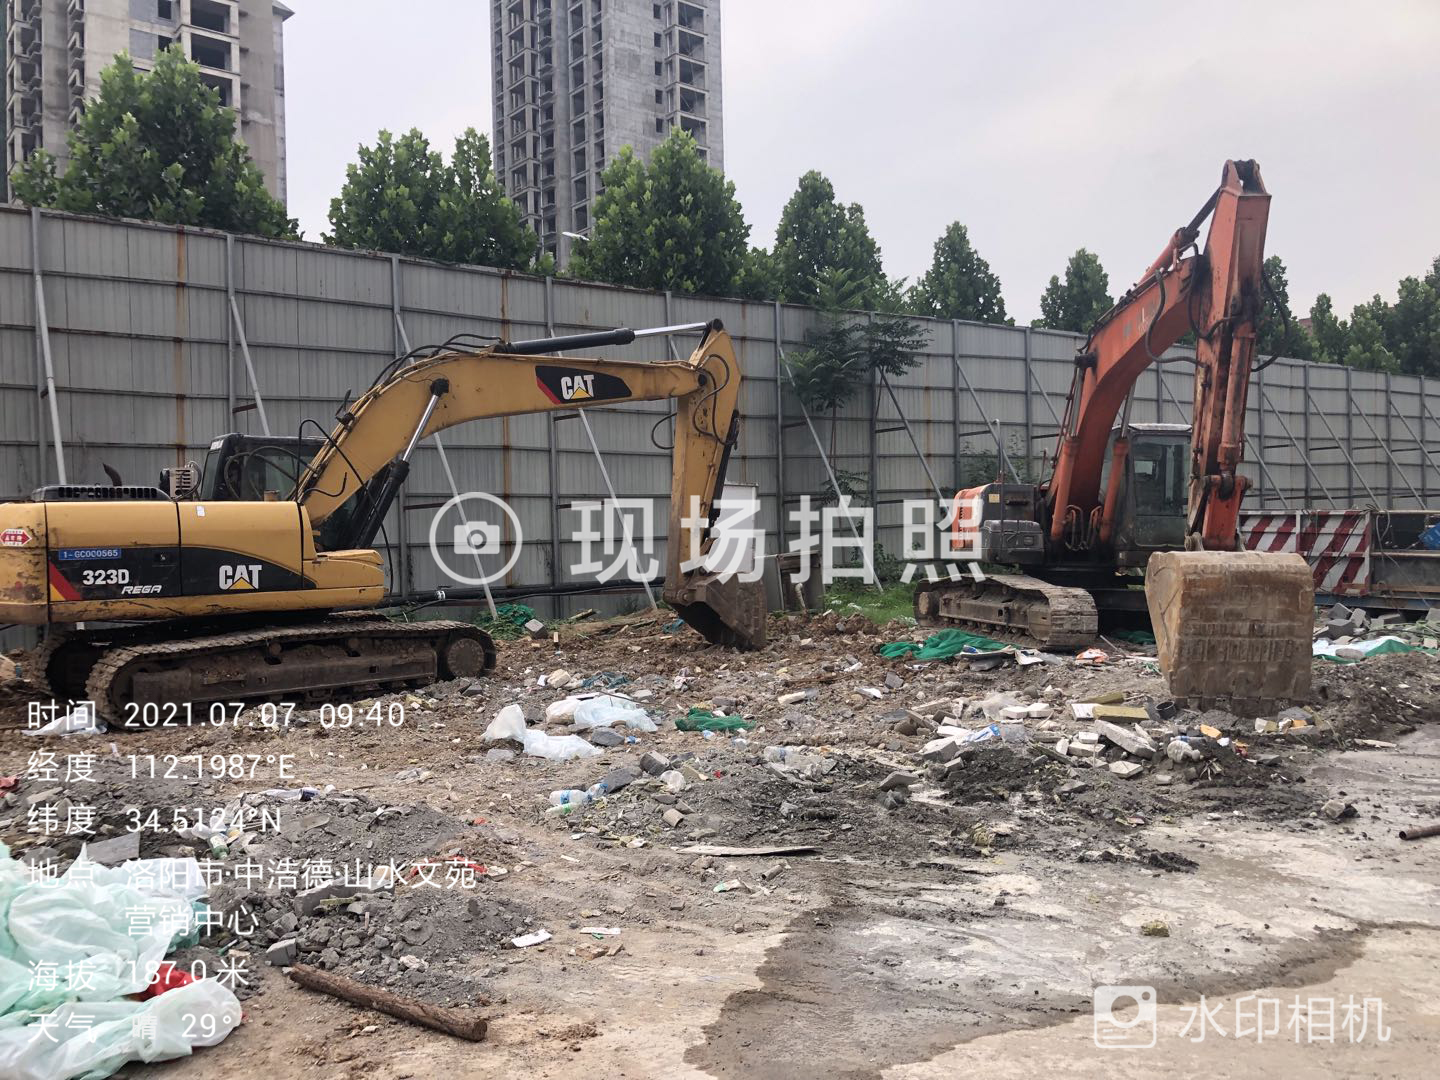 CAT
1-GC000565
323D
REGA
CAT
现场拍照
时间 2021.07.07 09:40
经度 112.1987°E
纬度 34.5124°N
地点 洛阳市·中浩德·山水文苑
营销中心
海拔 187.0 米
天气 晴 29°
水印相机